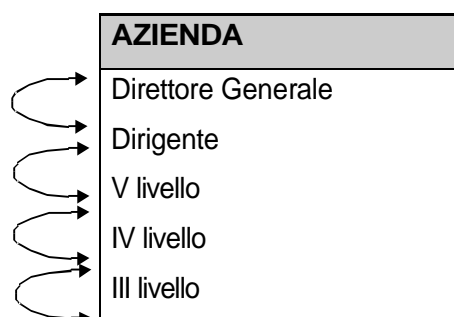 AZIENDA
Direttore Generale
Dirigente
V livello
IV livello
III livello